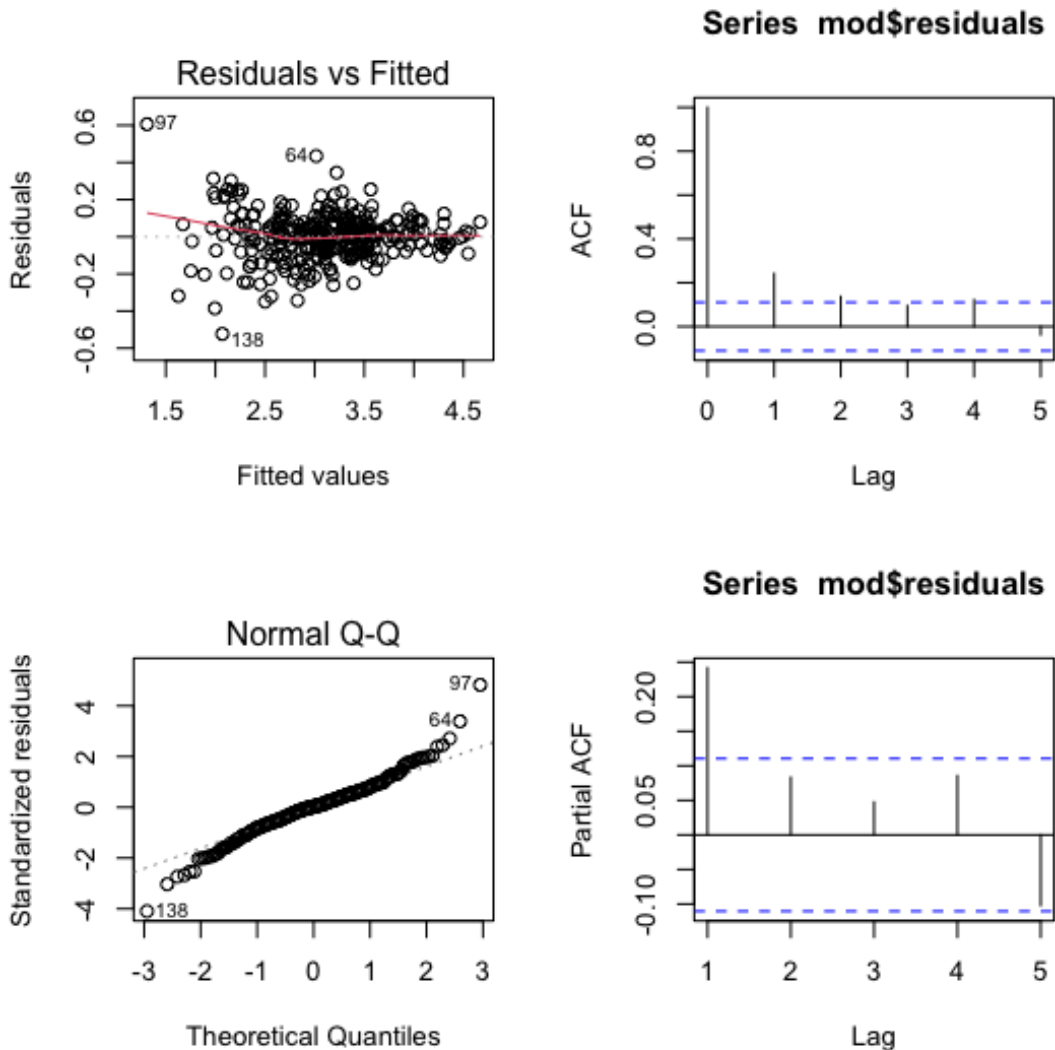 Residuals vs Fitted
Residuals
0.6
0.2
-0.2
-0.6
97
64
138
1.5 2.5 3.5 4.5
Fitted values
Series mod$residuals
ACF
0.8
0.4
0.0
0 1 2 3 4 5
Lag
Normal Q-Q
Standardized residuals
4
2
0
-2
-4
97
64
138
-3 -2 -1 0 1 2 3
Theoretical Quantiles
Series mod$residuals
Partial ACF
0.20
0.05
-0.10
1 2 3 4 5
Lag